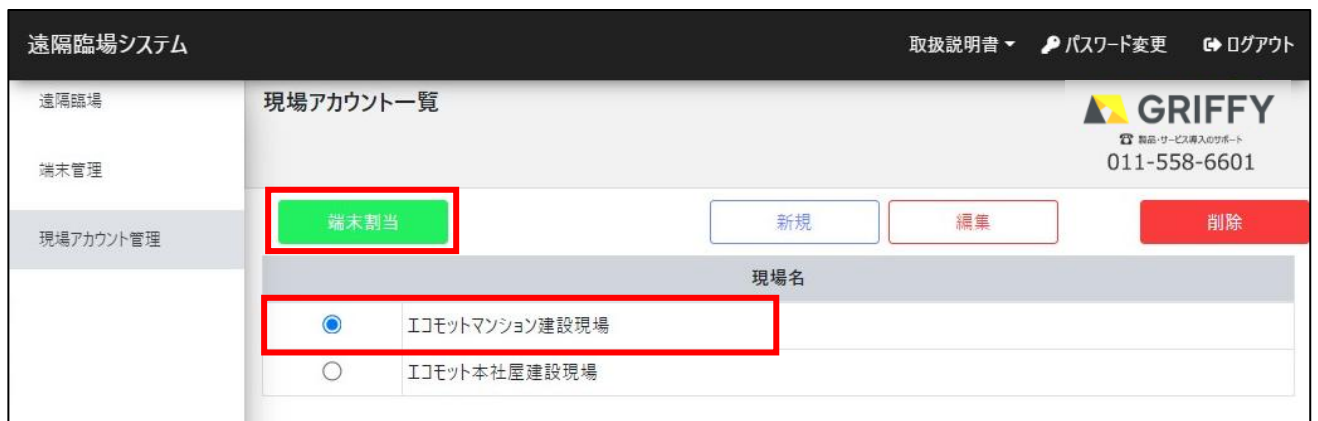 遠隔臨場システム
取扱説明書 パスワード変更 ログアウト
遠隔臨場
端末管理
現場アカウント管理
現場アカウント一覧
GRIFFY
製品・サービス導入のサポート
011-558-6601
端末割当
新規
編集
削除
現場名
エコモットマンション建設現場
エコモット本社屋建設現場